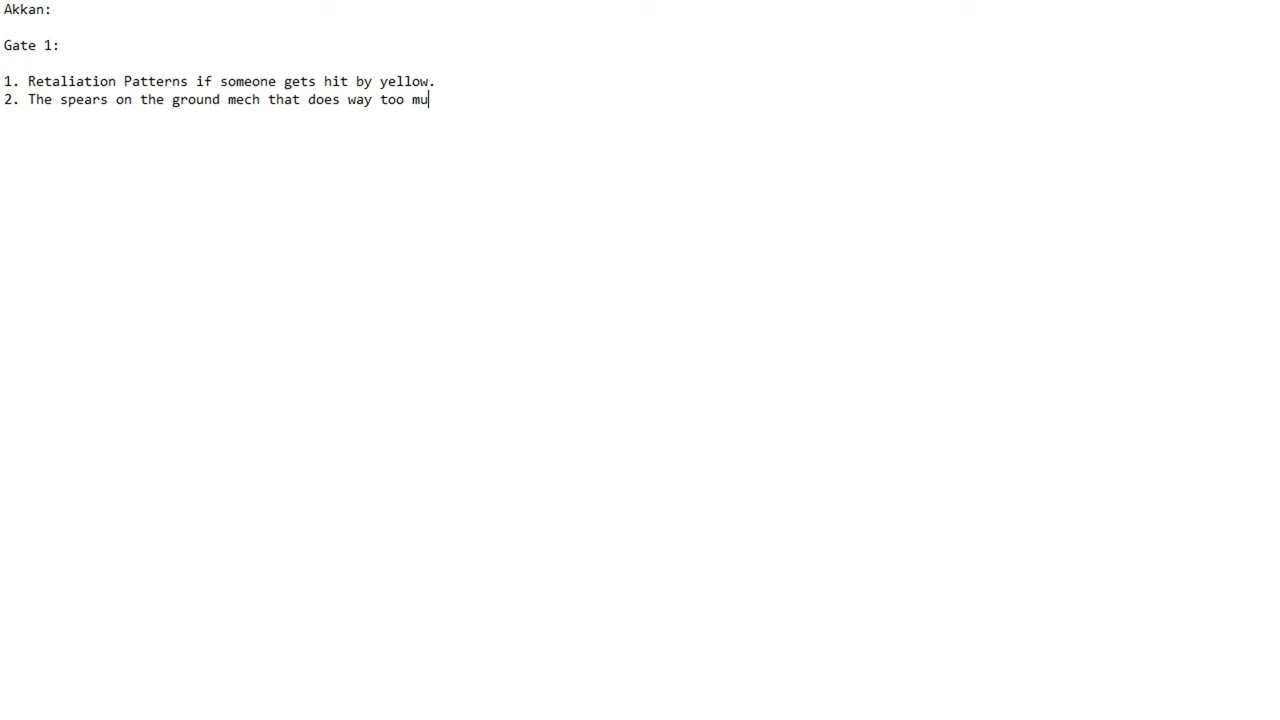 Akkan:
Gate 1:
1. Retaliation Patterns if someone gets hit by yellow.
2. The spears on the ground mech that does way too mu